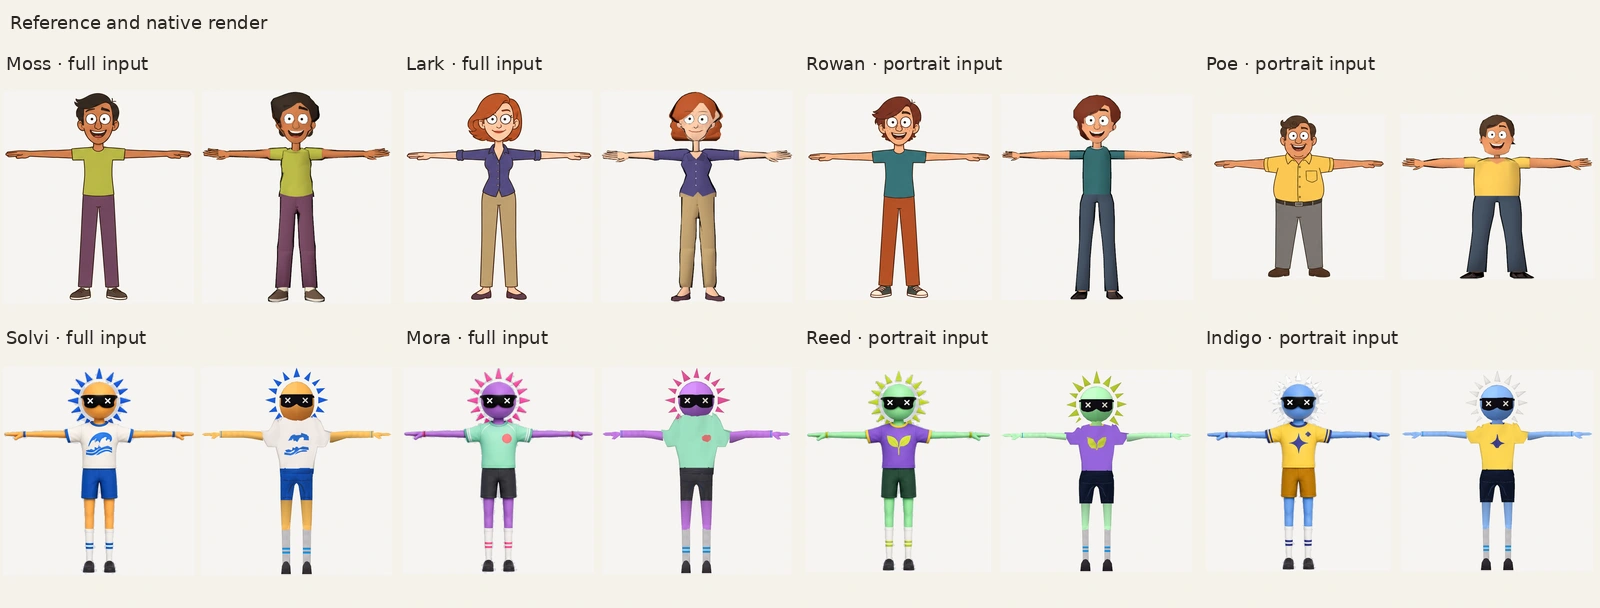 Reference and native render
Moss · full input
Lark · full input
Rowan · portrait input
Poe · portrait input
Solvi · full input
Mora · full input
Reed · portrait input
Indigo · portrait input